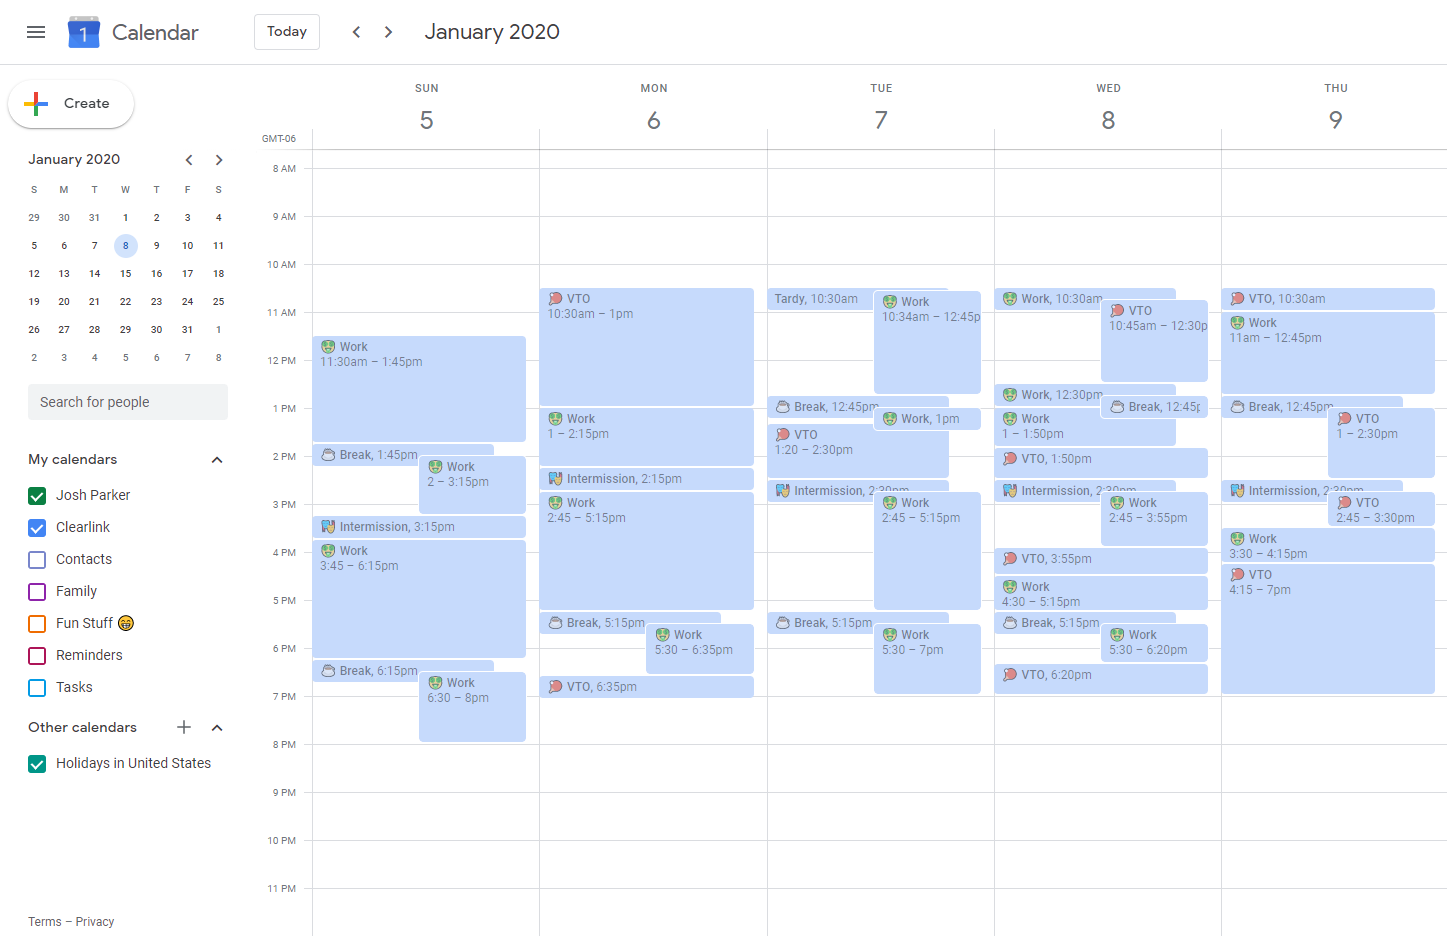 1 Calendar
Today
January 2020
Create
January 2020
S M T W T F S
29 30 31 1 2 3 4
5 6 7 8 9 10 11
12 13 14 15 16 17 18
19 20 21 22 23 24 25
26 27 28 29 30 31 1
2 3 4 5 6 7 8
Search for people
My calendars
Josh Parker
Clearlink
Contacts
Family
Fun Stuff 😁
Reminders
Tasks
Other calendars
Holidays in United States
Terms – Privacy
GMT-06
8 AM
9 AM
10 AM
11 AM
12 PM
1 PM
2 PM
3 PM
4 PM
5 PM
6 PM
7 PM
8 PM
9 PM
10 PM
11 PM
SUN
5
Work
11:30am – 1:45pm
Break, 1:45pm
Work
2 – 3:15pm
Intermission, 3:15pm
Work
3:45 – 6:15pm
Break, 6:15pm
Work
6:30 – 8pm
MON
6
VTO
10:30am – 1pm
Work
1 – 2:15pm
Intermission, 2:15pm
Work
2:45 – 5:15pm
Break, 5:15pm
Work
5:30 – 6:35pm
VTO, 6:35pm
TUE
7
Tardy, 10:30am
Work
10:34am – 12:45p
Break, 12:45pm
Work, 1pm
VTO
1:20 – 2:30pm
Intermission, 2:30pm
Work
2:45 – 5:15pm
Break, 5:15pm
Work
5:30 – 7pm
WED
8
Work, 10:30am
VTO
10:45am – 12:30p
Work, 12:30pm
Break, 12:45p
Work
1 – 1:50pm
VTO, 1:50pm
Intermission, 2:30pm
Work
2:45 – 3:55pm
VTO, 3:55pm
Work
4:30 – 5:15pm
Break, 5:15pm
Work
5:30 – 6:20pm
VTO, 6:20pm
THU
9
VTO, 10:30am
Work
11am – 12:45pm
Break, 12:45pm
VTO
1 – 2:30pm
Intermission, 2:30pm
VTO
2:45 – 3:30pm
Work
3:30 – 4:15pm
VTO
4:15 – 7pm